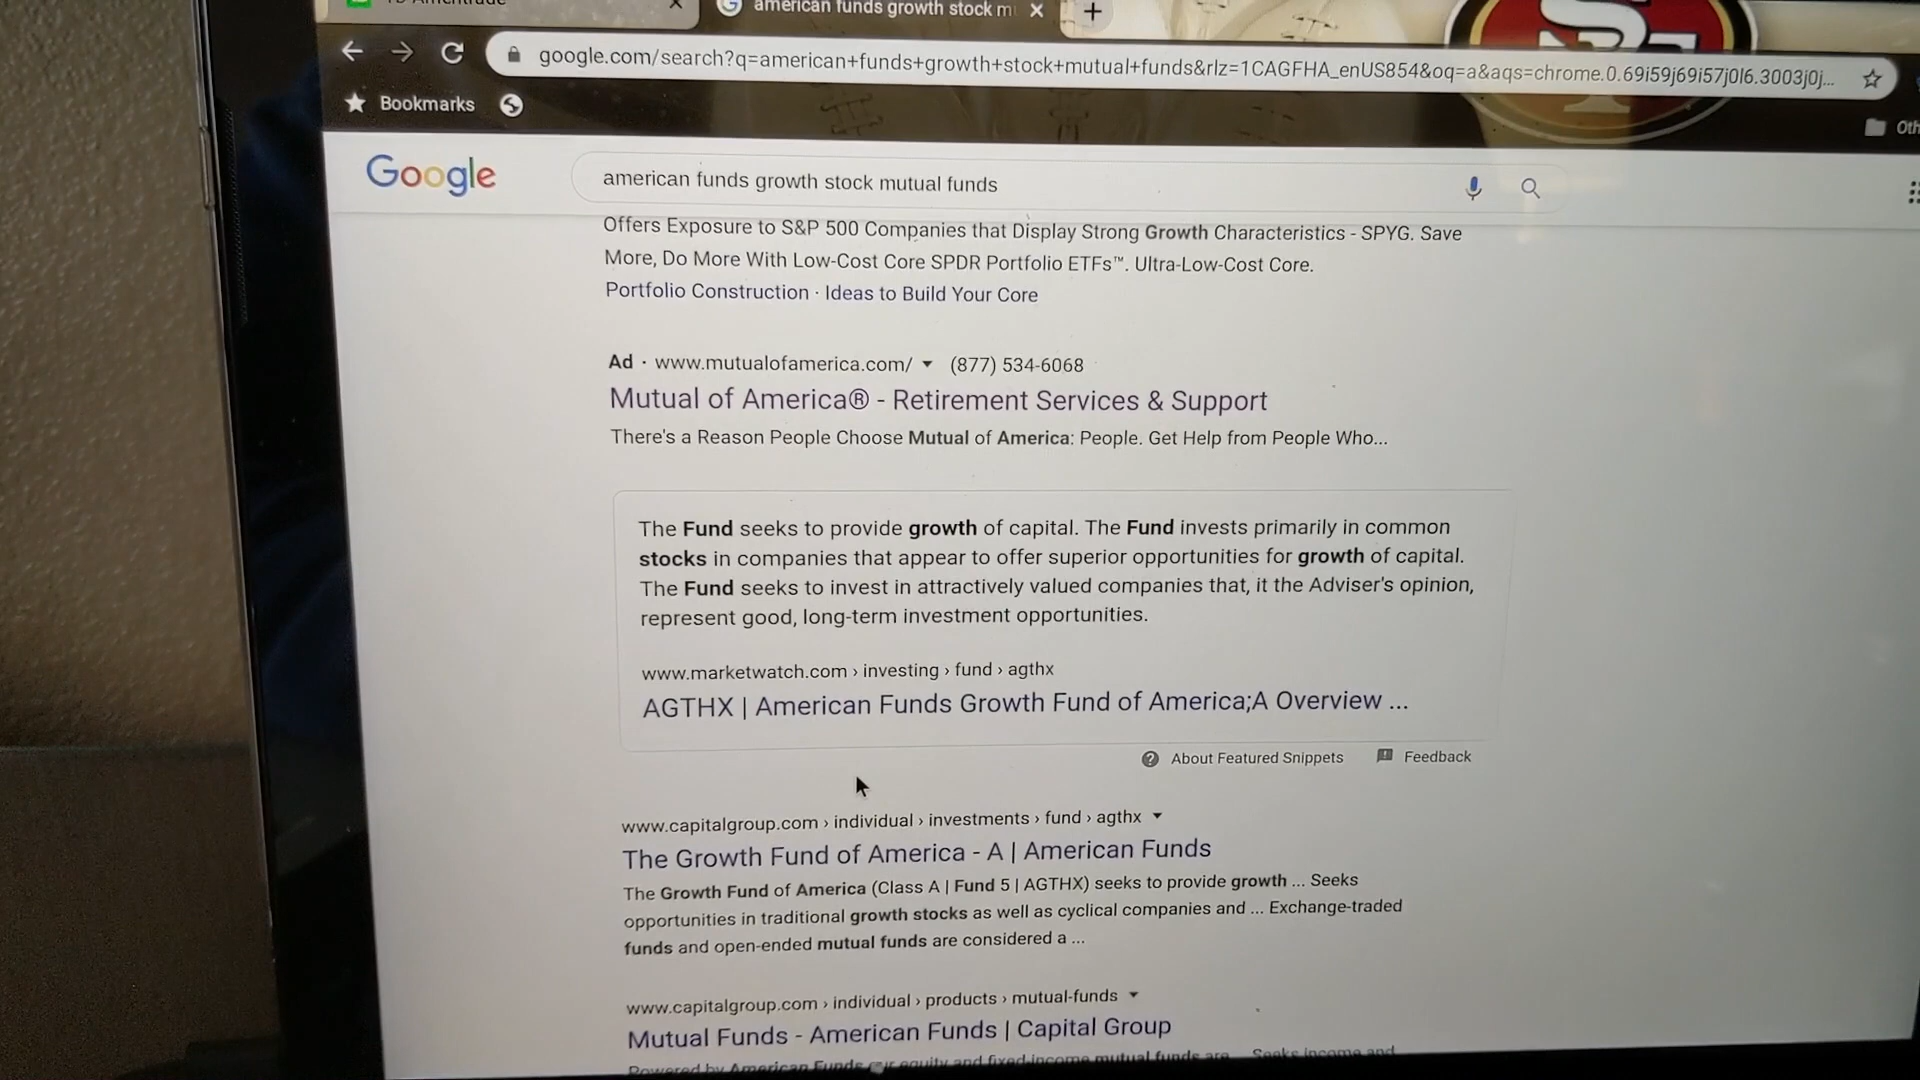 american funds growth stock m
google.com/search?q=american+funds+growth+stock+mutual+funds&rlz=1CAGFHA_enUS854&oq=a&aqs=chrome.0.69i59j69i57j0l6.3003j0j...
Bookmarks
Oth
Google
american funds growth stock mutual funds
Offers Exposure to S&P 500 Companies that Display Strong Growth Characteristics - SPYG. Save
More, Do More With Low-Cost Core SPDR Portfolio ETFs™. Ultra-Low-Cost Core.
Portfolio Construction · Ideas to Build Your Core
Ad · www.mutualofamerica.com/ (877) 534-6068
Mutual of America® - Retirement Services & Support
There's a Reason People Choose Mutual of America: People. Get Help from People Who...
The Fund seeks to provide growth of capital. The Fund invests primarily in common
stocks in companies that appear to offer superior opportunities for growth of capital.
The Fund seeks to invest in attractively valued companies that, it the Adviser's opinion,
represent good, long-term investment opportunities.
www.marketwatch.com › investing › fund › agthx
AGTHX | American Funds Growth Fund of America;A Overview ...
About Featured Snippets Feedback
www.capitalgroup.com › individual › investments › fund › agthx
The Growth Fund of America - A | American Funds
The Growth Fund of America (Class A | Fund 5 | AGTHX) seeks to provide growth ... Seeks
opportunities in traditional growth stocks as well as cyclical companies and ... Exchange-traded
funds and open-ended mutual funds are considered a ...
www.capitalgroup.com › individual › products › mutual-funds
Mutual Funds - American Funds | Capital Group
Powered by American Funds equity and fixed-income mutual funds are ... Seeks income and